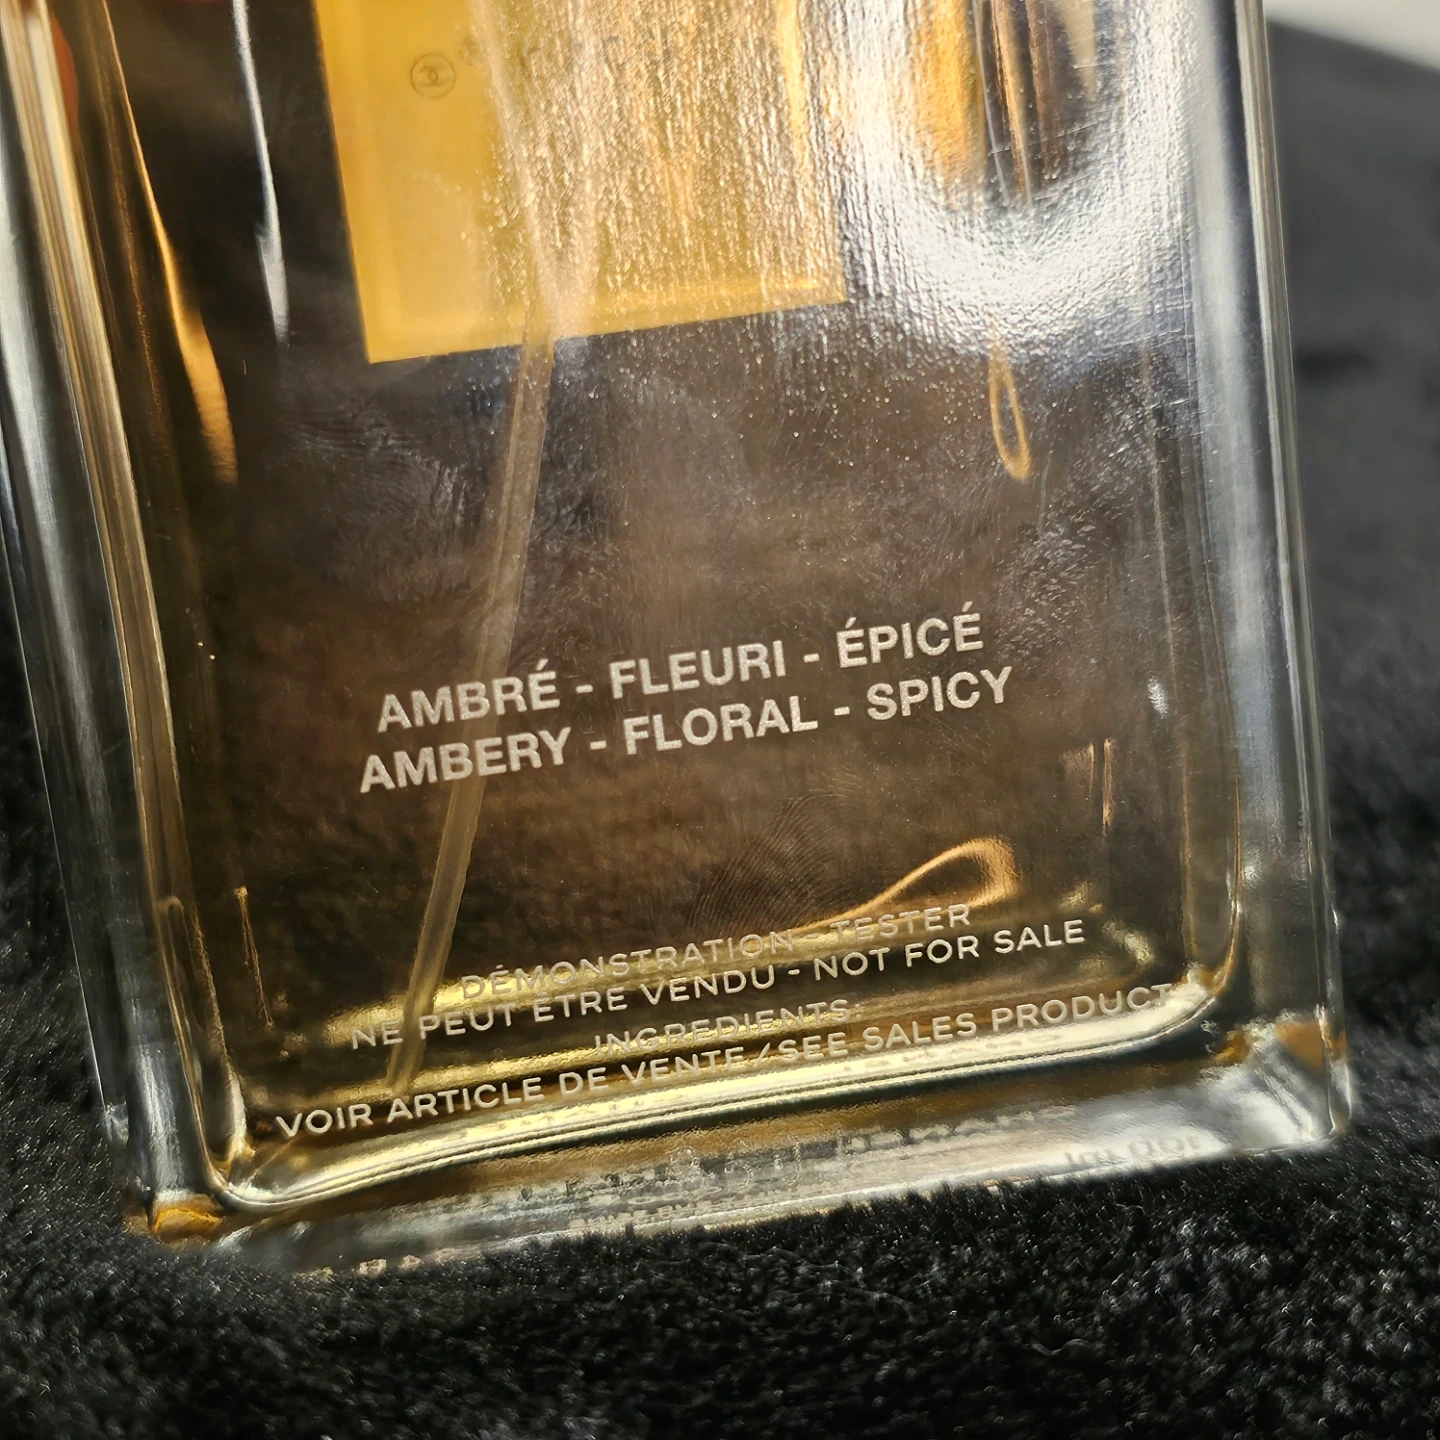 AMBRÉ - FLEURI - ÉPICÉ
AMBERY - FLORAL - SPICY
DÉMONSTRATION - TESTER
NE PEUT ÊTRE VENDU - NOT FOR SALE
INGREDIENTS:
VOIR ARTICLE DE VENTE/SEE SALES PRODUCT